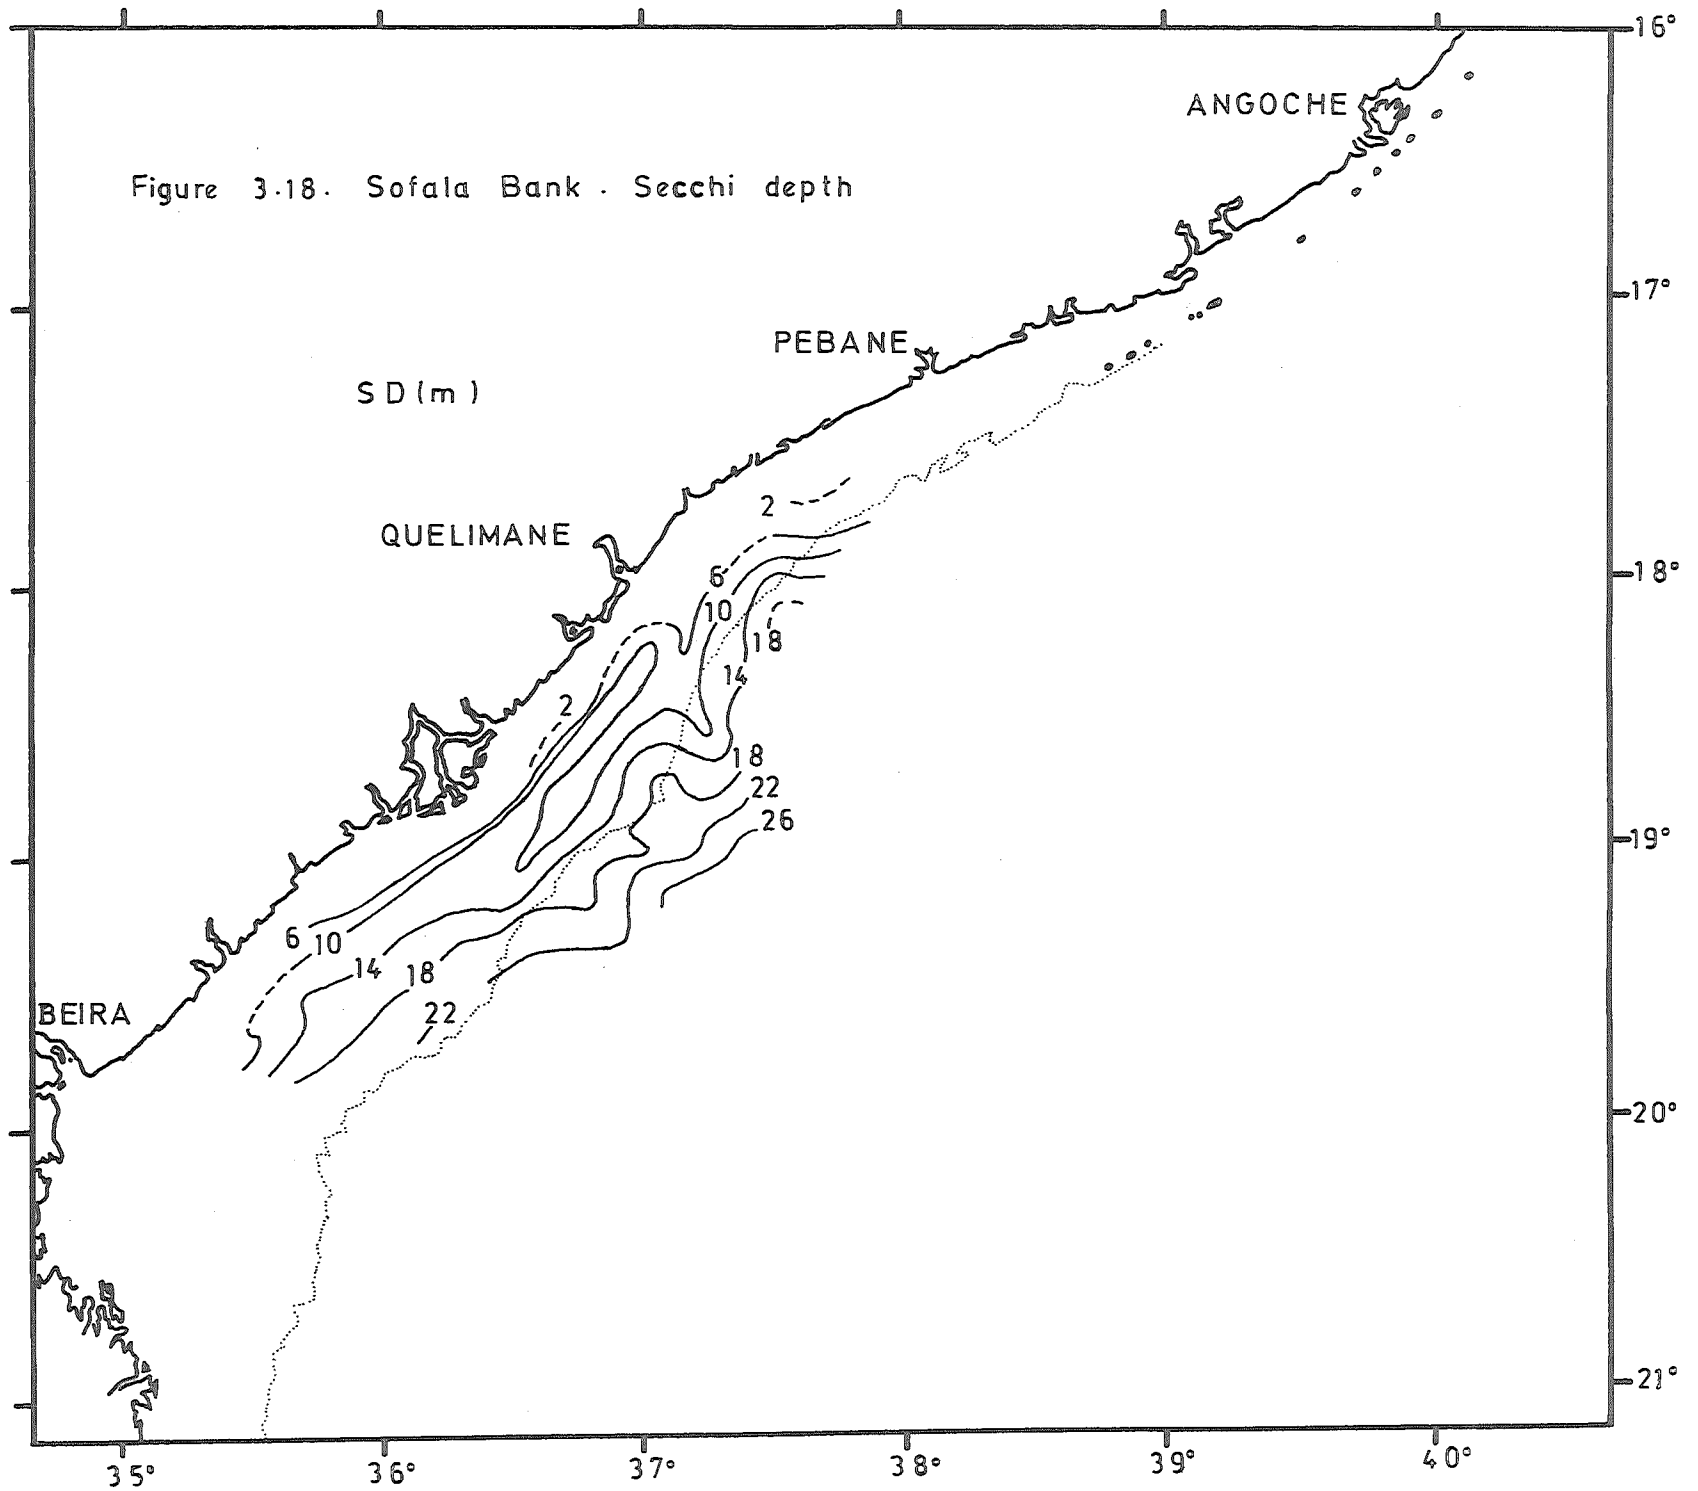 16°
ANGOCHE
Figure 3.18. Sofala Bank. Secchi depth
17°
PEBANE
SD(m)
2
QUELIMANE
18°
6
10
18
14
2
18
22
26
19°
6 10
14 18
22
BEIRA
20°
21°
35° 36° 37° 38° 39° 40°